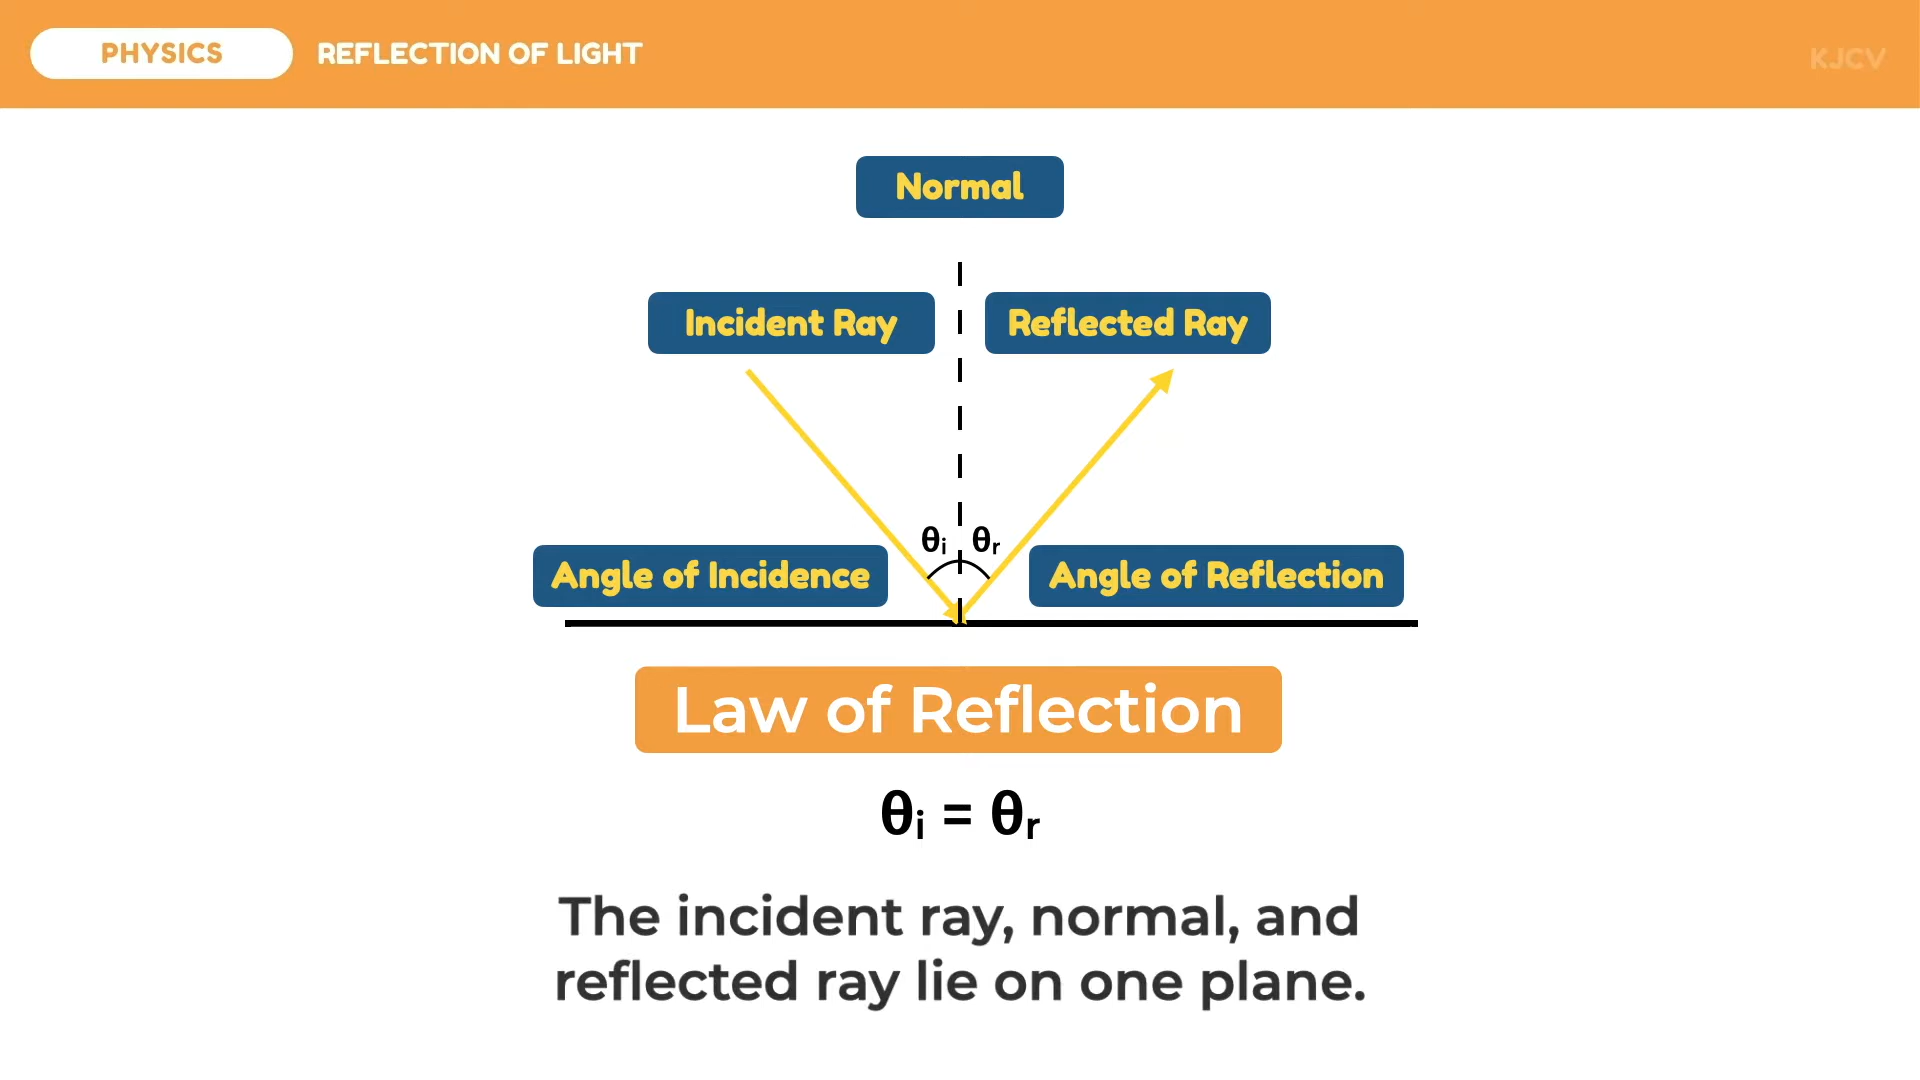 PHYSICS
REFLECTION OF LIGHT
KJCV
Normal
Incident Ray
Reflected Ray
θᵢ
θᵣ
Angle of Incidence
Angle of Reflection
Law of Reflection
θᵢ = θᵣ
The incident ray, normal, and
reflected ray lie on one plane.